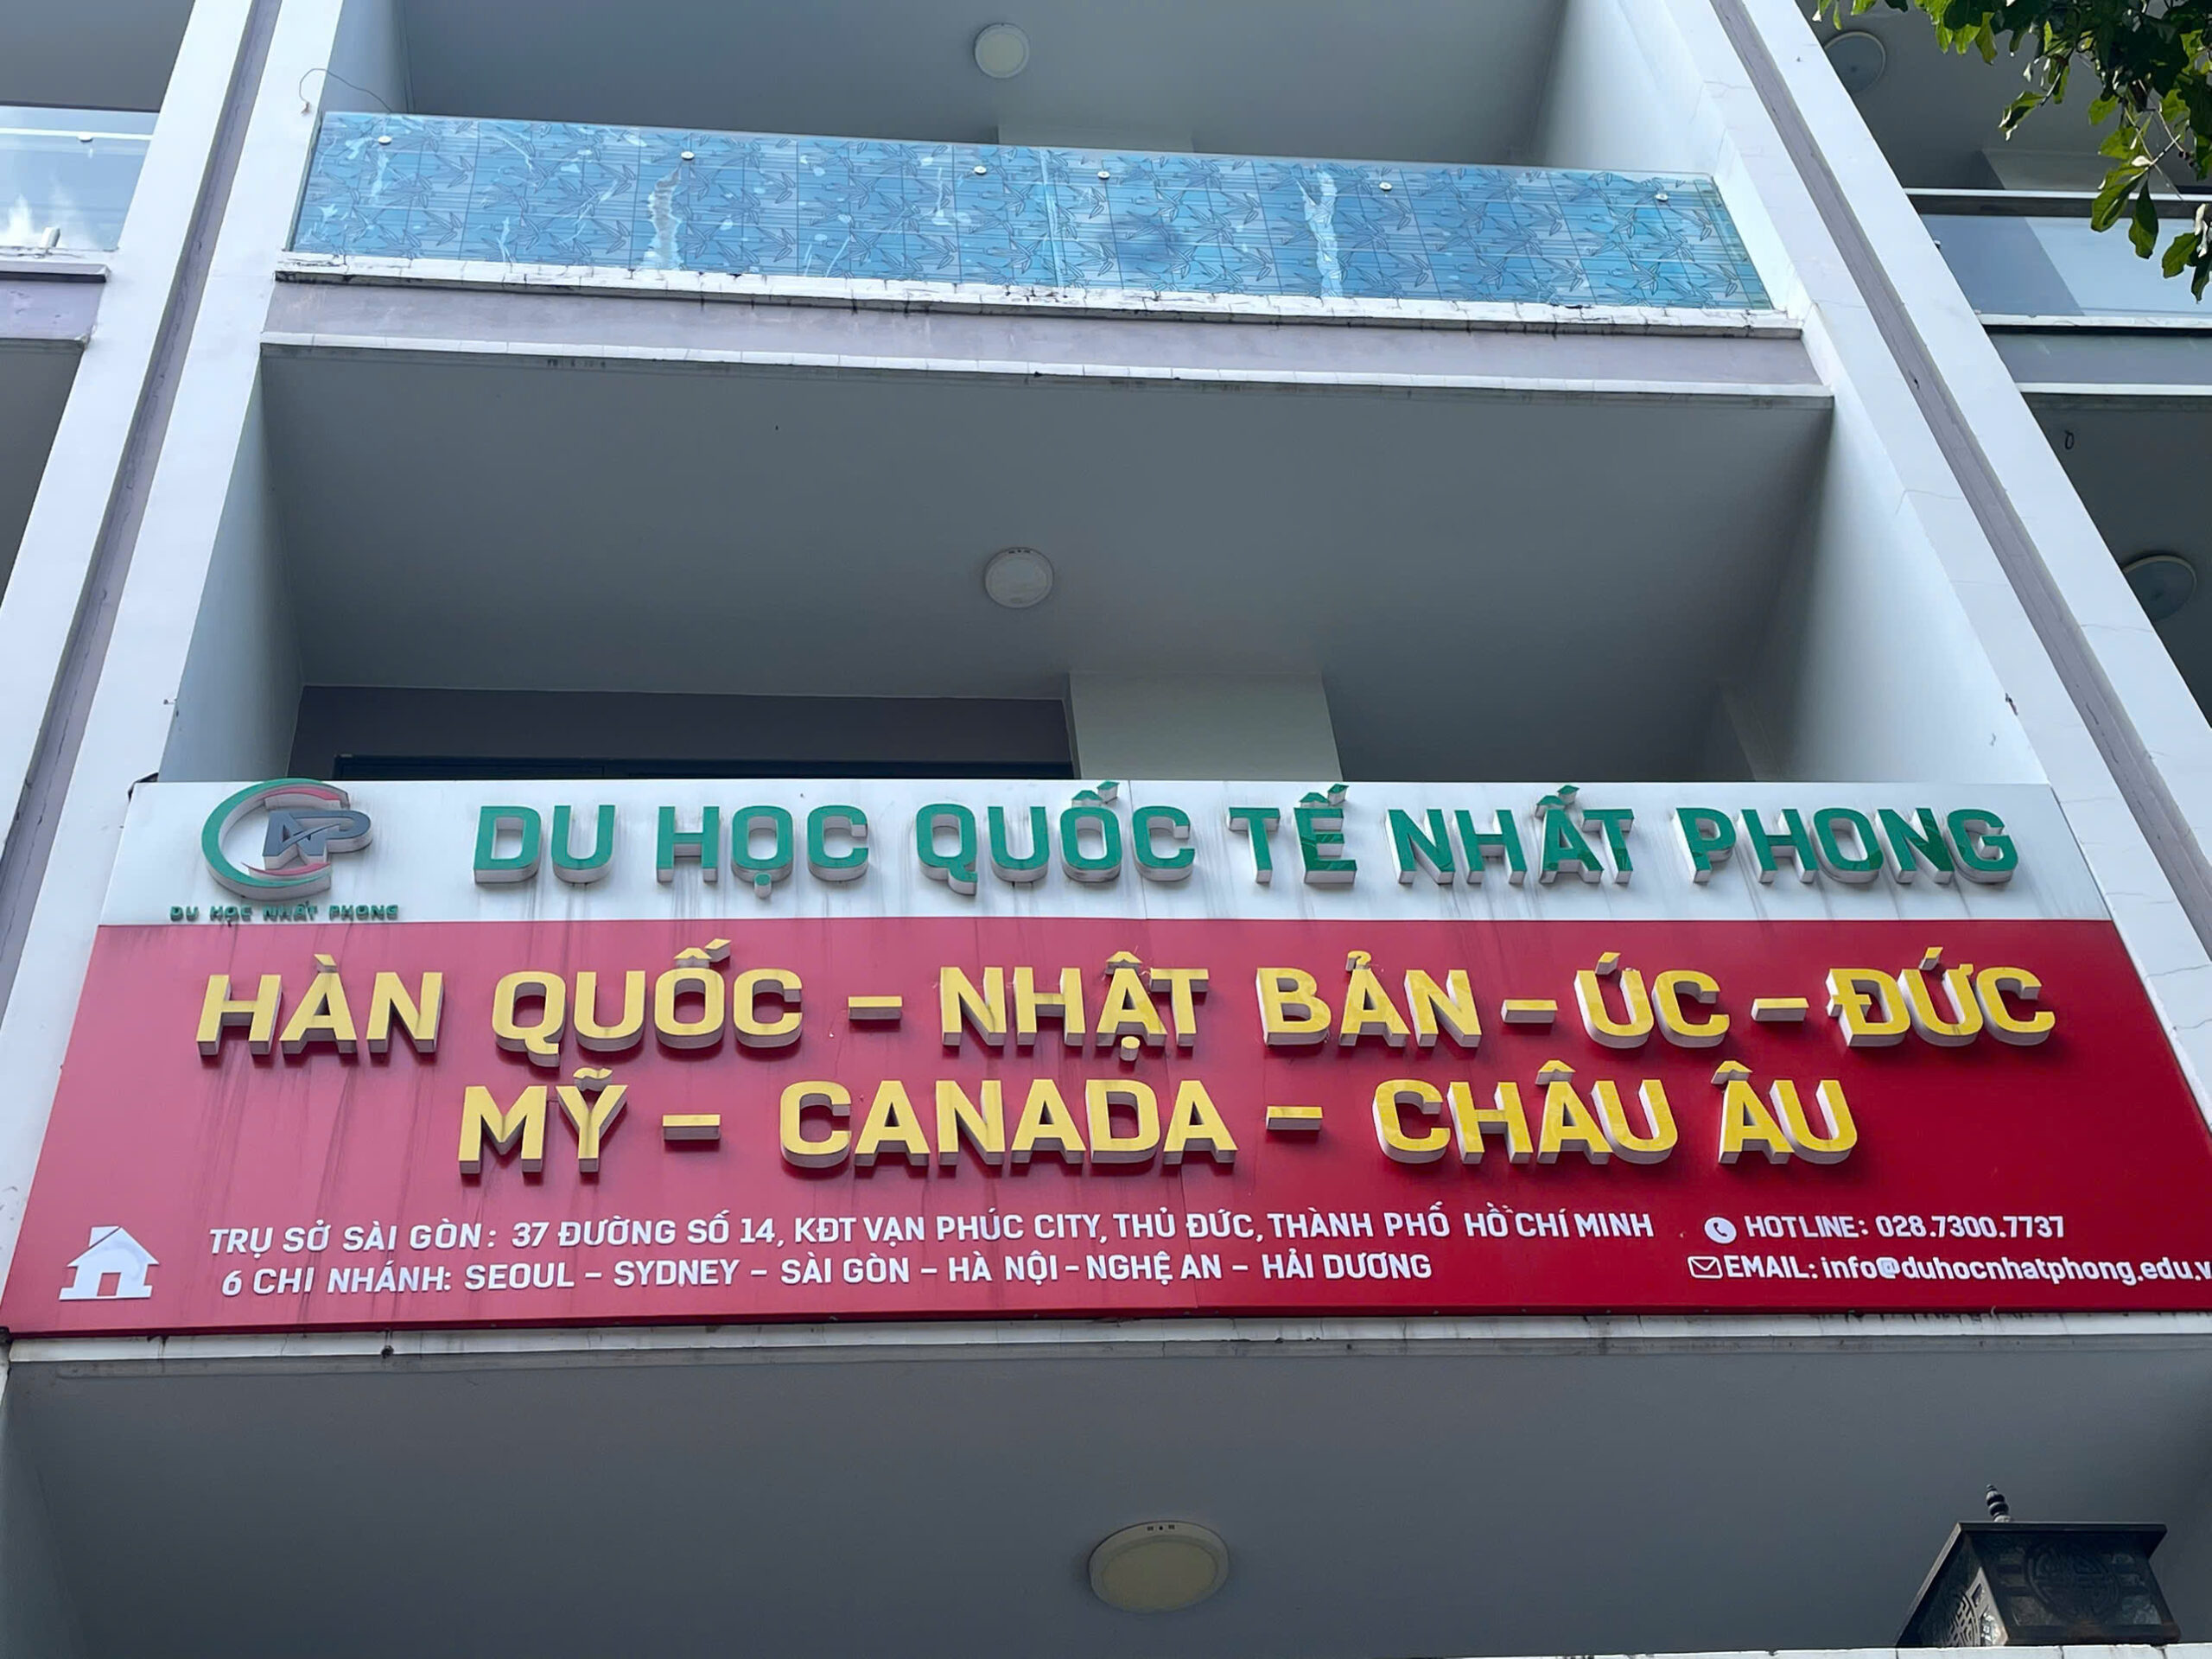 DU HỌC QUỐC TẾ NHẤT PHONG
DU HỌC NHẤT PHONG
HÀN QUỐC – NHẬT BẢN – ÚC – ĐỨC
MỸ – CANADA – CHÂU ÂU
TRỤ SỞ SÀI GÒN: 37 ĐƯỜNG SỐ 14, KĐT VẠN PHÚC CITY, THỦ ĐỨC, THÀNH PHỐ HỒ CHÍ MINH
6 CHI NHÁNH: SEOUL – SYDNEY – SÀI GÒN – HÀ NỘI – NGHỆ AN – HẢI DƯƠNG
HOTLINE: 028.7300.7737
EMAIL: info@duhocnhatphong.edu.v